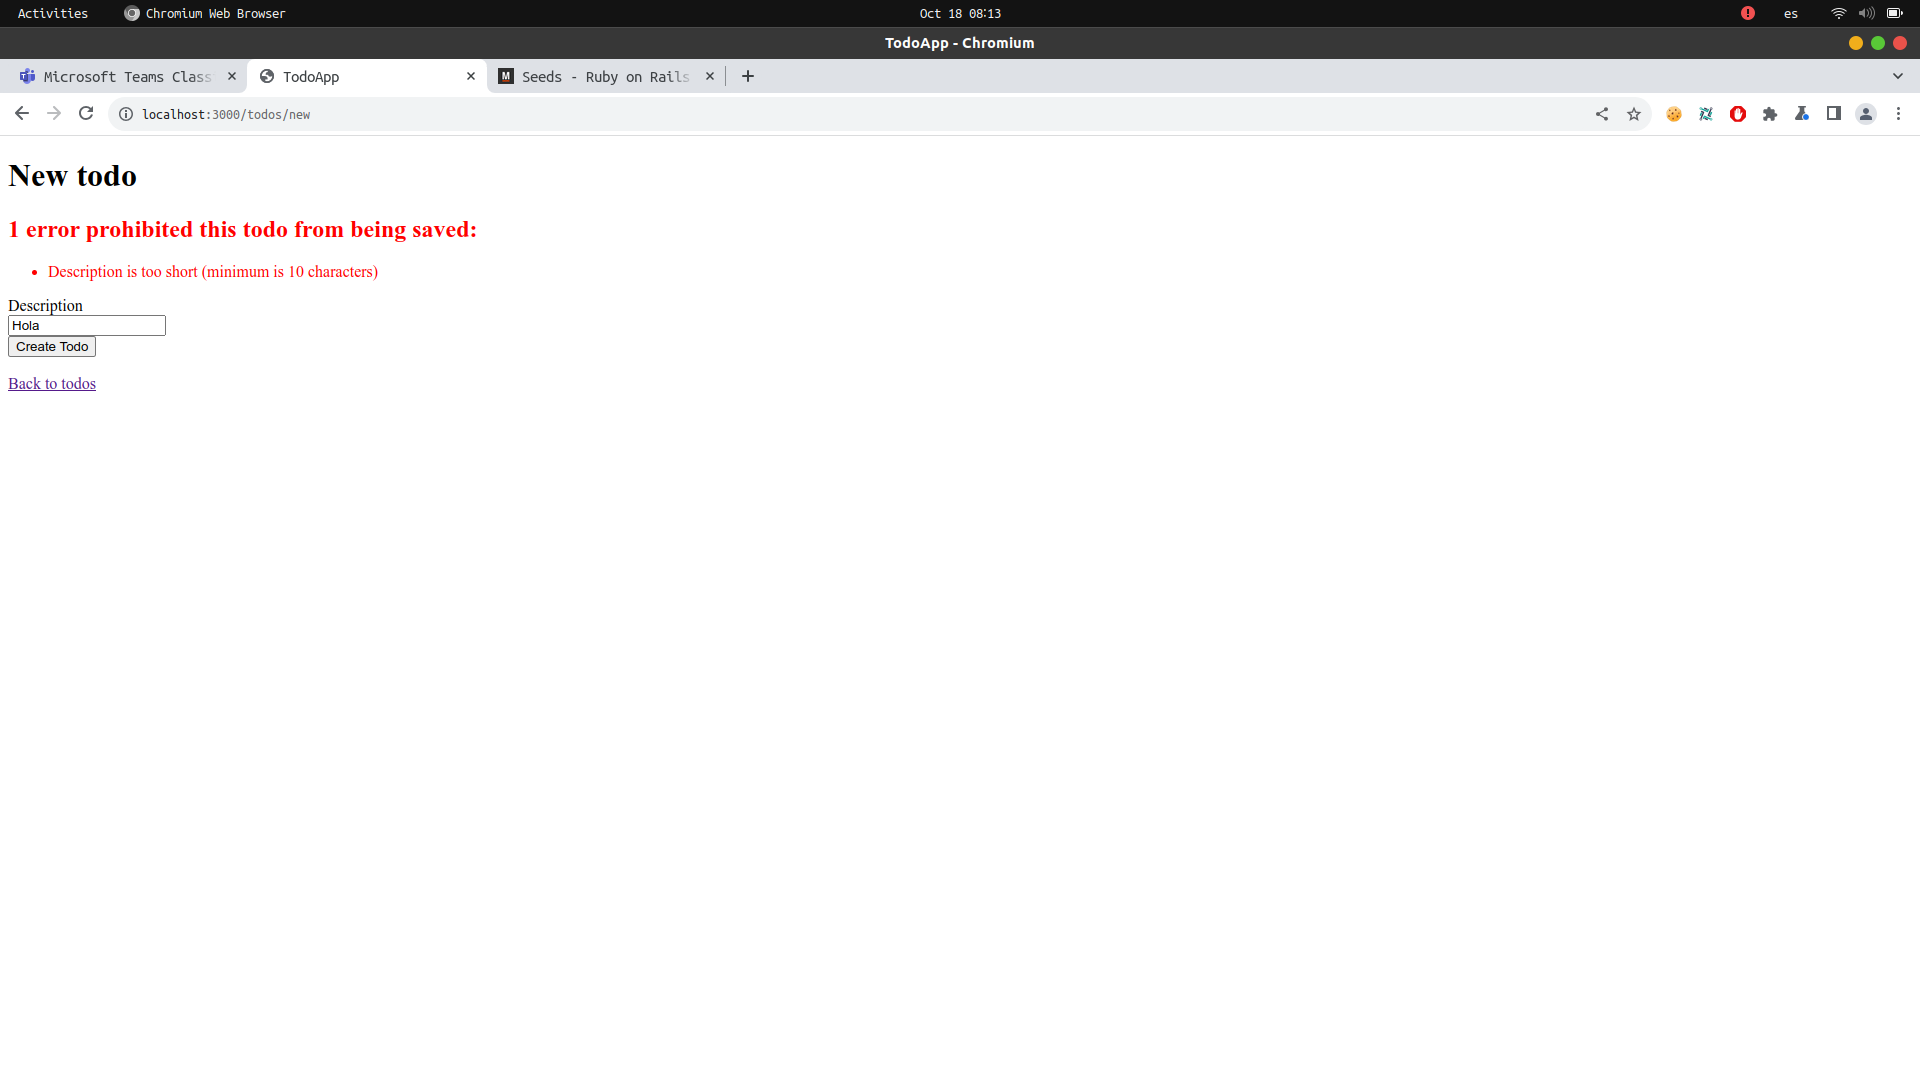 Activities Chromium Web Browser Oct 18 08:13 es
TodoApp - Chromium
Microsoft Teams Class TodoApp Seeds - Ruby on Rails
localhost:3000/todos/new
New todo
1 error prohibited this todo from being saved:
Description is too short (minimum is 10 characters)
Description
Hola
Create Todo
Back to todos